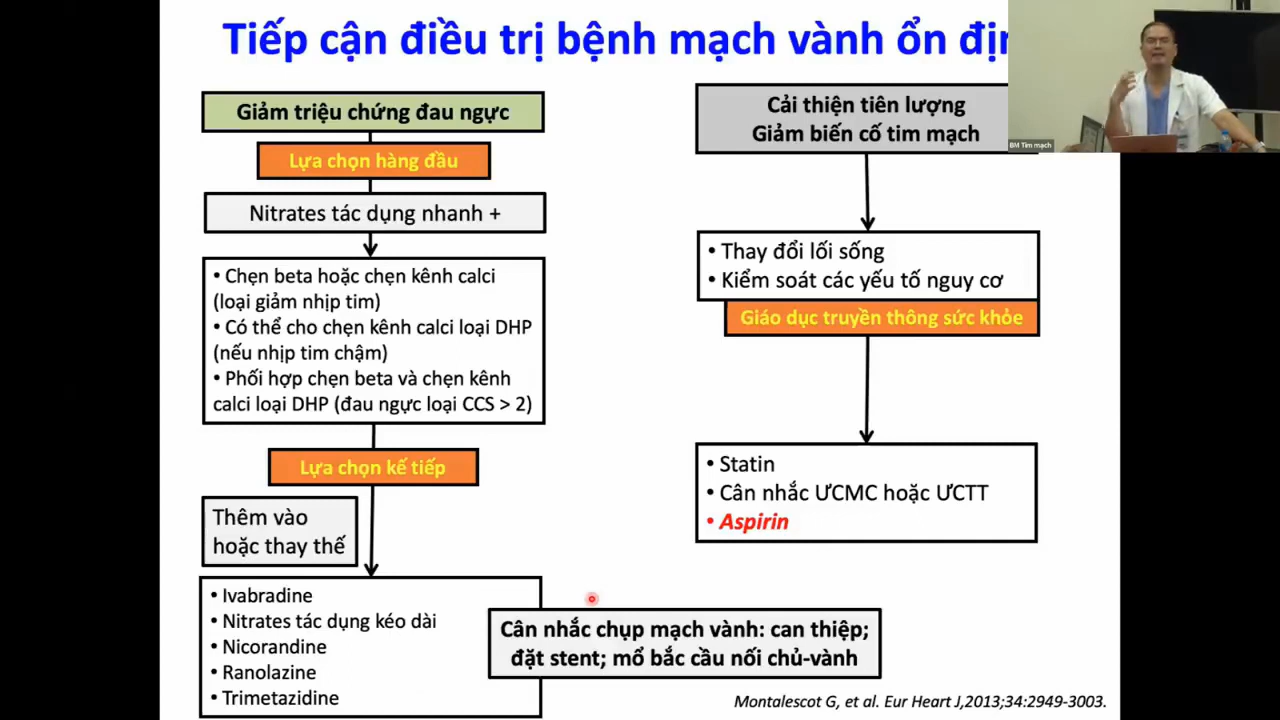 Tiếp cận điều trị bệnh mạch vành ổn
Giảm triệu chứng đau ngực
Lựa chọn hàng đầu
Nitrates tác dụng nhanh +
• Chẹn beta hoặc chẹn kênh calci
(loại giảm nhịp tim)
• Có thể cho chẹn kênh calci loại DHP
(nếu nhịp tim chậm)
• Phối hợp chẹn beta và chẹn kênh
calci loại DHP (đau ngực loại CCS > 2)
Lựa chọn kế tiếp
Thêm vào
hoặc thay thế
• Ivabradine
• Nitrates tác dụng kéo dài
• Nicorandine
• Ranolazine
• Trimetazidine
Cải thiện tiên lượng
Giảm biến cố tim mạch
• Thay đổi lối sống
• Kiểm soát các yếu tố nguy cơ
Giáo dục truyền thông sức khỏe
• Statin
• Cân nhắc ƯCMC hoặc ƯCTT
• Aspirin
Cân nhắc chụp mạch vành: can thiệp;
đặt stent; mổ bắc cầu nối chủ-vành
Montalescot G, et al. Eur Heart J,2013;34:2949-3003.
BM Tim mạch